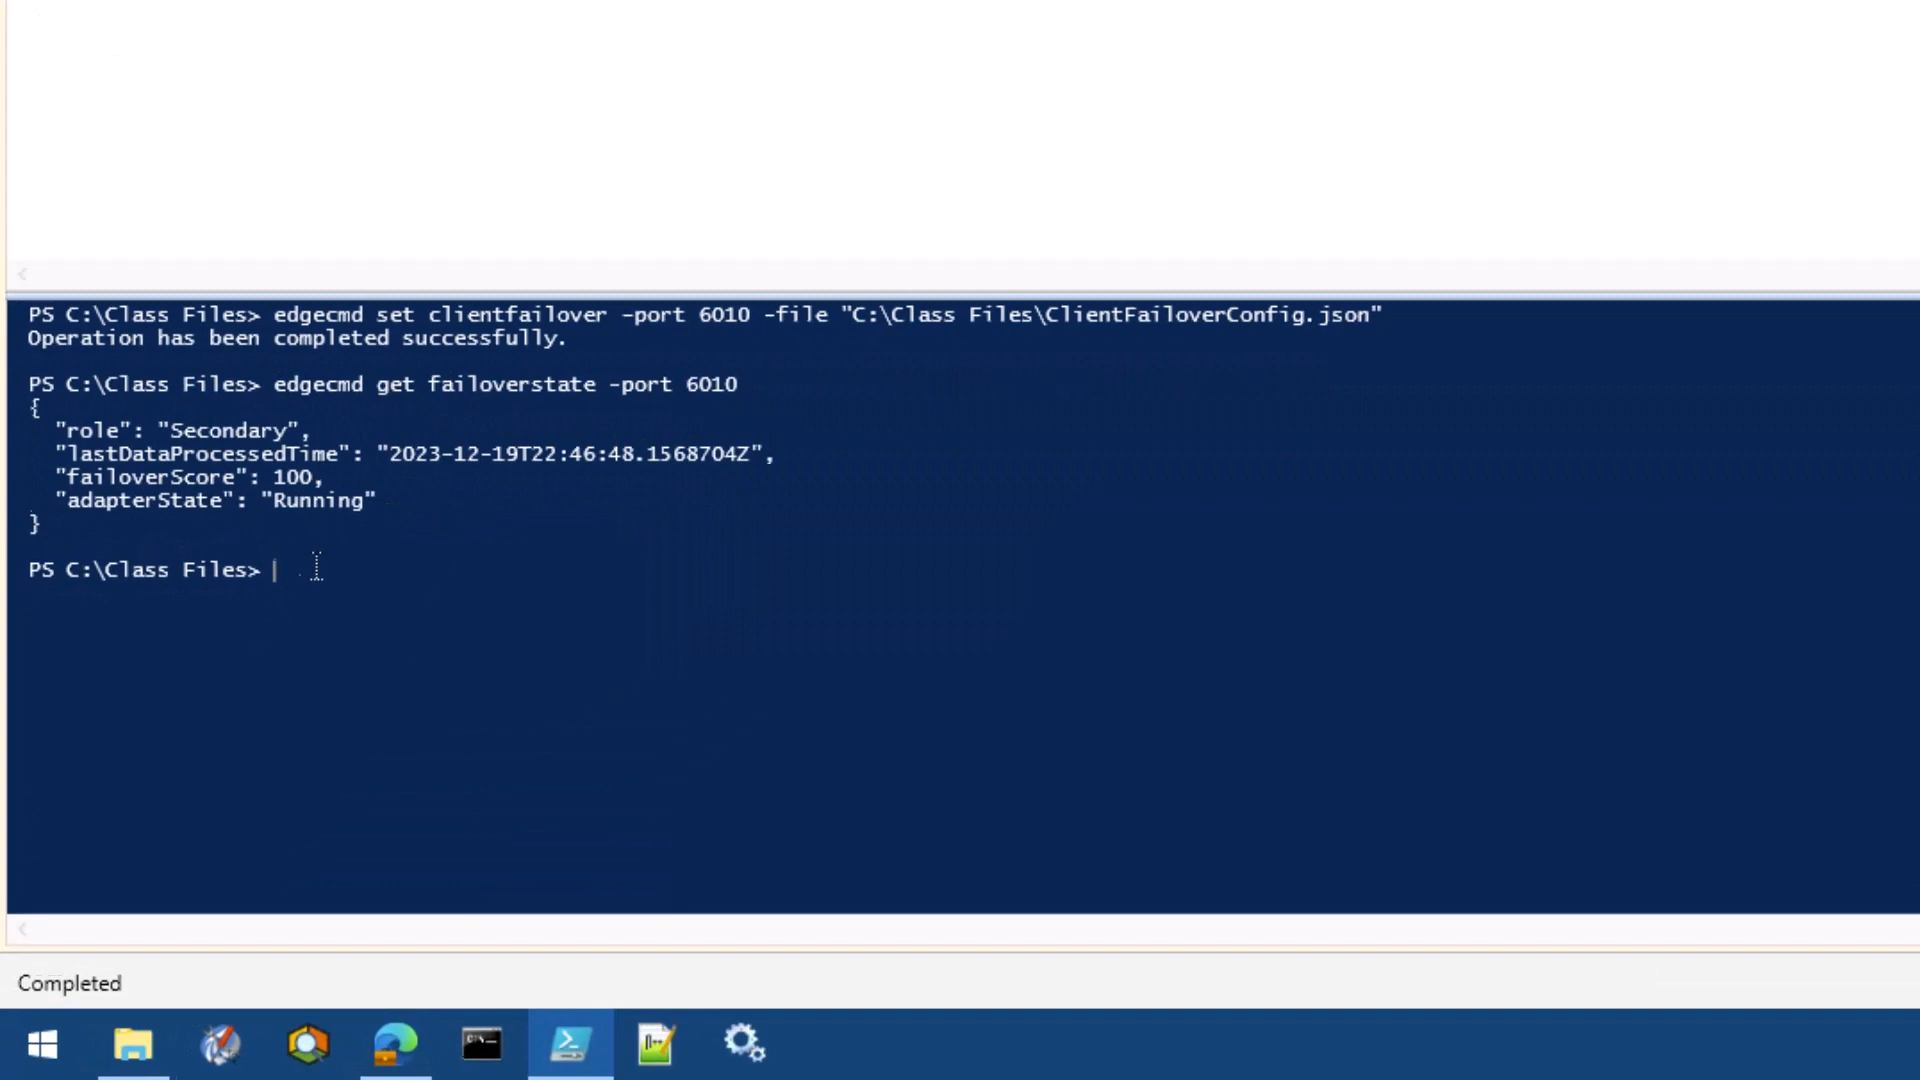 PS C:\Class Files> edgecmd set clientfailover -port 6010 -file "C:\Class Files\ClientFailoverConfig.json"
Operation has been completed successfully.
PS C:\Class Files> edgecmd get failoverstate -port 6010
{
"role": "Secondary",
"lastDataProcessedTime": "2023-12-19T22:46:48.1568704Z",
"failoverScore": 100,
"adapterState": "Running"
}
PS C:\Class Files>
Completed